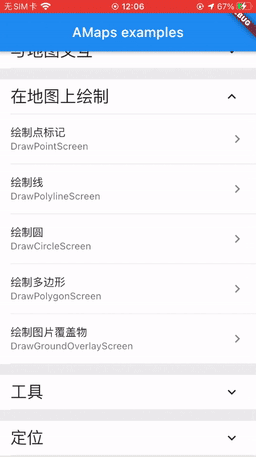 无SIM卡 12:06 67%
AMaps examples
与地图交互
在地图上绘制
绘制点标记
DrawPointScreen
绘制线
DrawPolylineScreen
绘制圆
DrawCircleScreen
绘制多边形
DrawPolygonScreen
绘制图片覆盖物
DrawGroundOverlayScreen
工具
定位